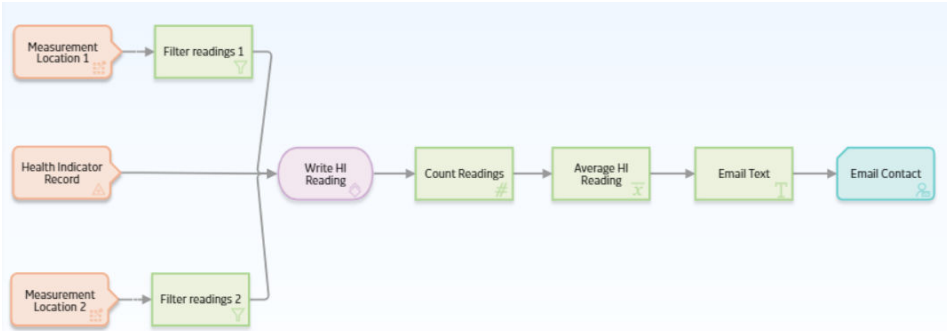 Measurement
Location 1
Filter readings 1
Health Indicator
Record
Write HI
Reading
Count Readings
#
Average HI
Reading
x̄
Email Text
T
Email Contact
Measurement
Location 2
Filter readings 2